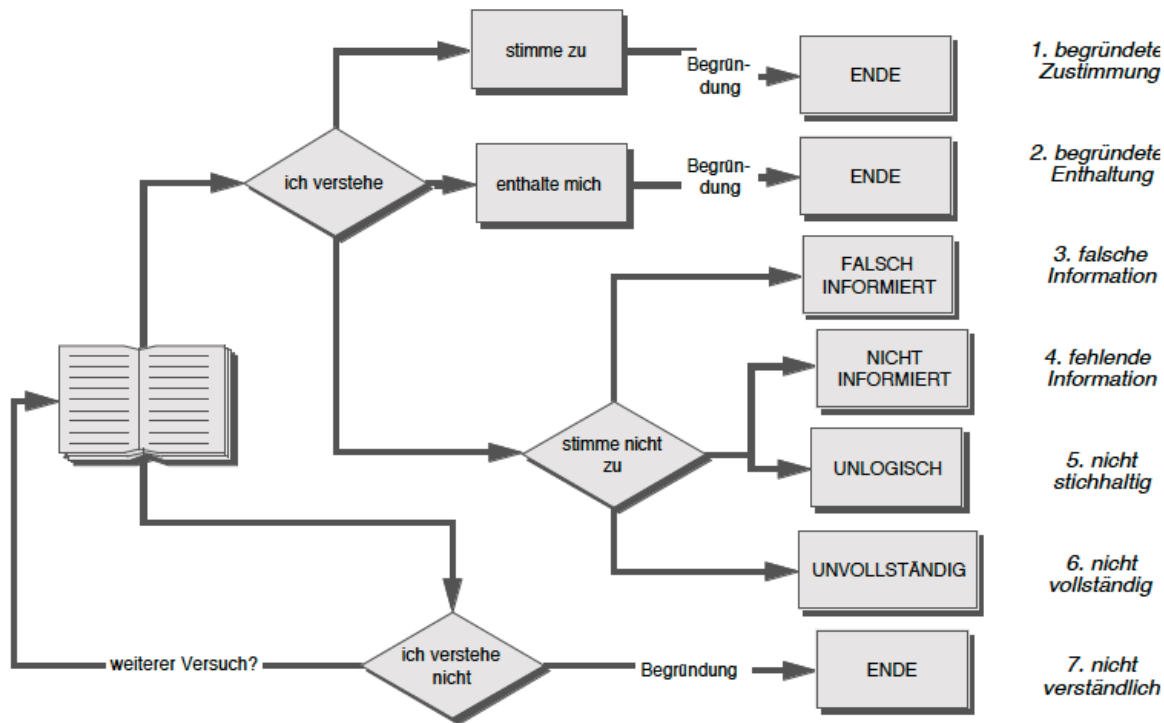 stimme zu
Begrün-
dung
ENDE
1. begründete
Zustimmung
ich verstehe
enthalte mich
Begrün-
dung
ENDE
2. begründete
Enthaltung
FALSCH
INFORMIERT
3. falsche
Information
NICHT
INFORMIERT
4. fehlende
Information
stimme nicht
zu
UNLOGISCH
5. nicht
stichhaltig
UNVOLLSTÄNDIG
6. nicht
vollständig
weiterer Versuch?
ich verstehe
nicht
Begründung
ENDE
7. nicht
verständlich